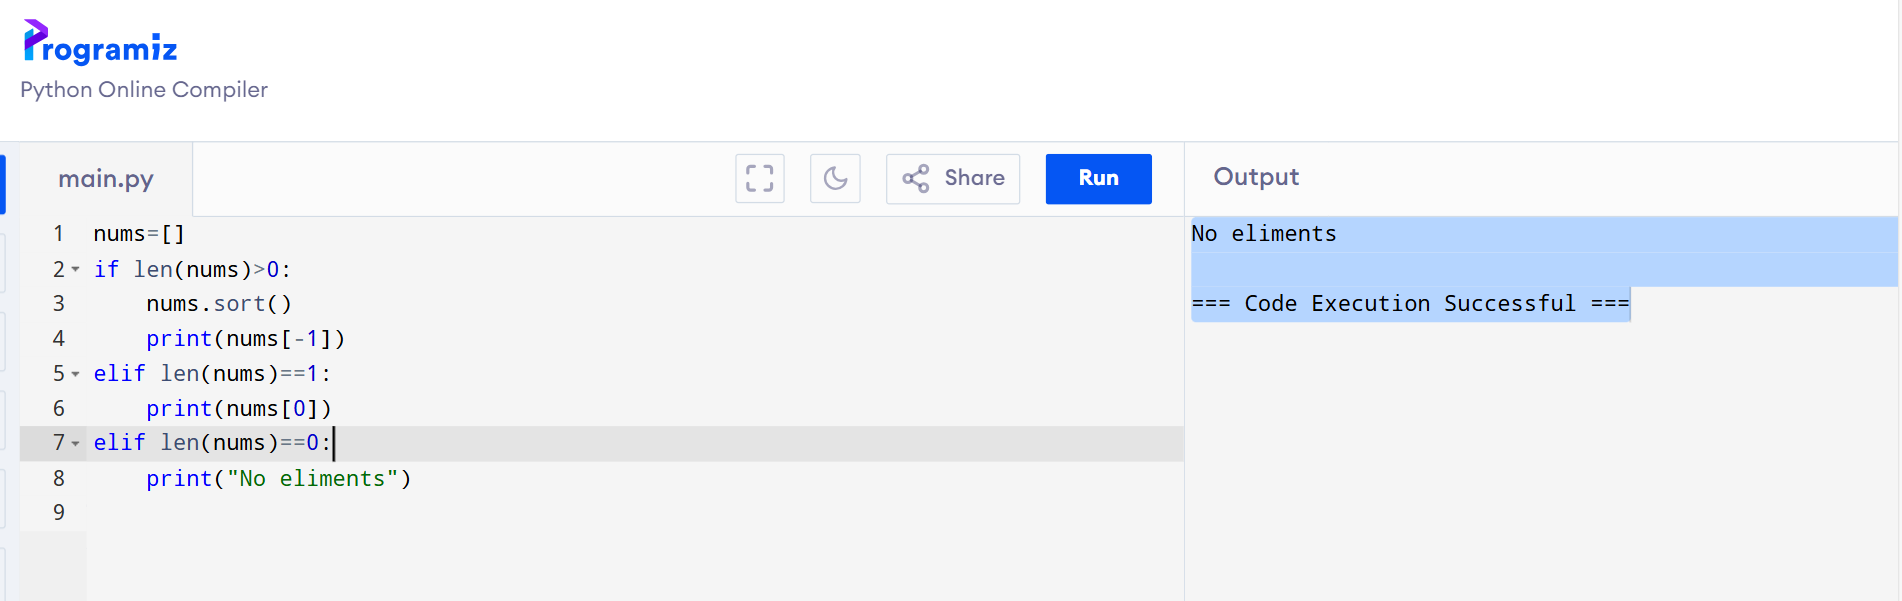 Programiz
Python Online Compiler
main.py
Share
Run
Output
1 nums=[]
2 if len(nums)>0:
3     nums.sort()
4     print(nums[-1])
5 elif len(nums)==1:
6     print(nums[0])
7 elif len(nums)==0:
8     print("No eliments")
9
No eliments
=== Code Execution Successful ===